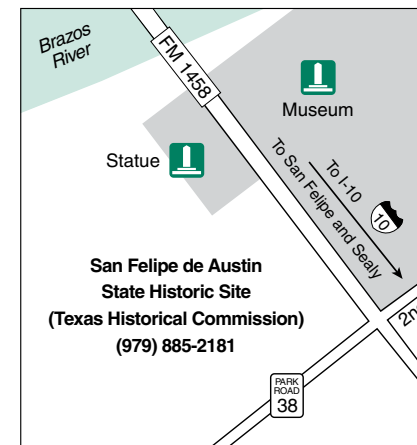 Brazos
River
FM 1458
Museum
Statue
To I-10
To San Felipe and Sealy
10
San Felipe de Austin
State Historic Site
(Texas Historical Commission)
(979) 885-2181
PARK
ROAD
38